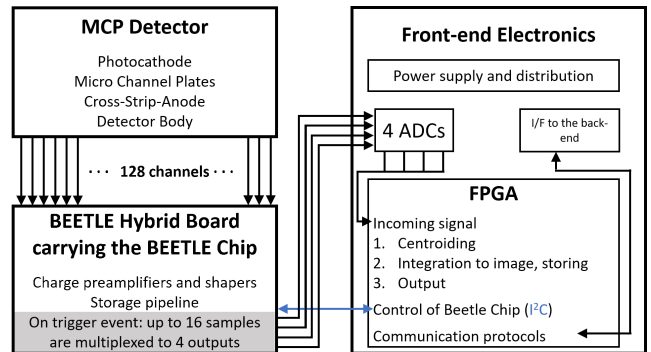 MCP Detector
Photocathode
Micro Channel Plates
Cross-Strip-Anode
Detector Body
· · · 128 channels · · ·
BEETLE Hybrid Board
carrying the BEETLE Chip
Charge preamplifiers and shapers
Storage pipeline
On trigger event: up to 16 samples
are multiplexed to 4 outputs
Front-end Electronics
Power supply and distribution
4 ADCs
I/F to the back-
end
FPGA
Incoming signal
1. Centroiding
2. Integration to image, storing
3. Output
Control of Beetle Chip (I²C)
Communication protocols